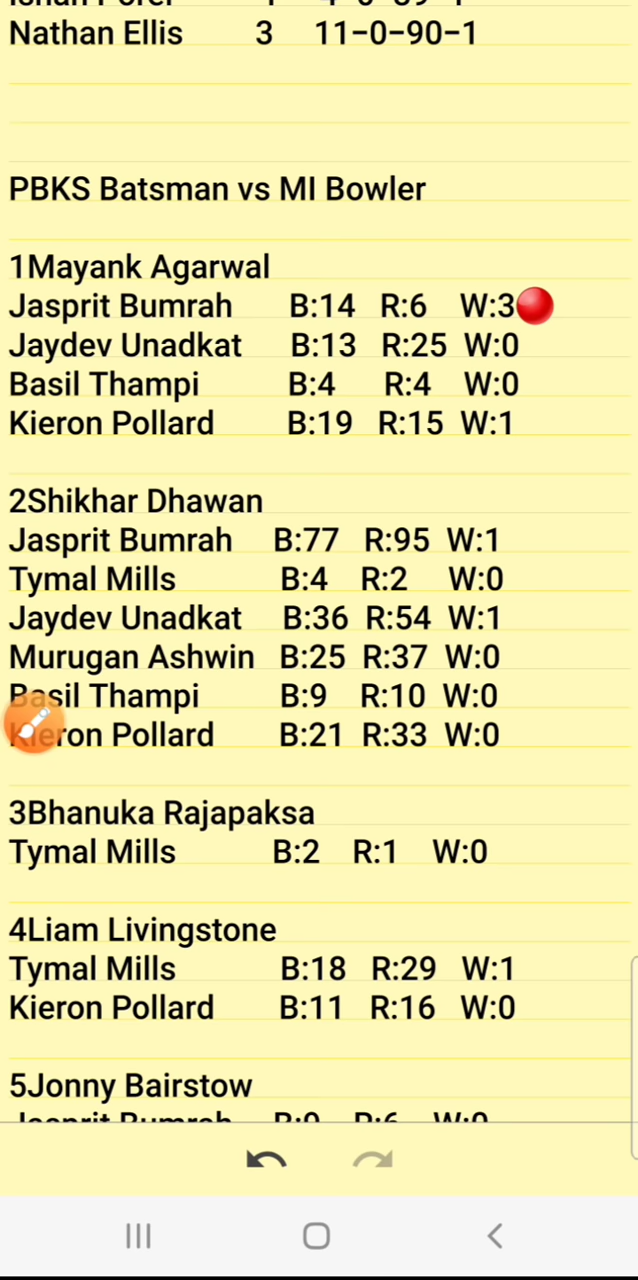 Nathan Ellis 3 11-0-90-1
PBKS Batsman vs MI Bowler
1Mayank Agarwal
Jasprit Bumrah B:14 R:6 W:3
Jaydev Unadkat B:13 R:25 W:0
Basil Thampi B:4 R:4 W:0
Kieron Pollard B:19 R:15 W:1
2Shikhar Dhawan
Jasprit Bumrah B:77 R:95 W:1
Tymal Mills B:4 R:2 W:0
Jaydev Unadkat B:36 R:54 W:1
Murugan Ashwin B:25 R:37 W:0
Basil Thampi B:9 R:10 W:0
Kieron Pollard B:21 R:33 W:0
3Bhanuka Rajapaksa
Tymal Mills B:2 R:1 W:0
4Liam Livingstone
Tymal Mills B:18 R:29 W:1
Kieron Pollard B:11 R:16 W:0
5Jonny Bairstow
Jasprit Bumrah